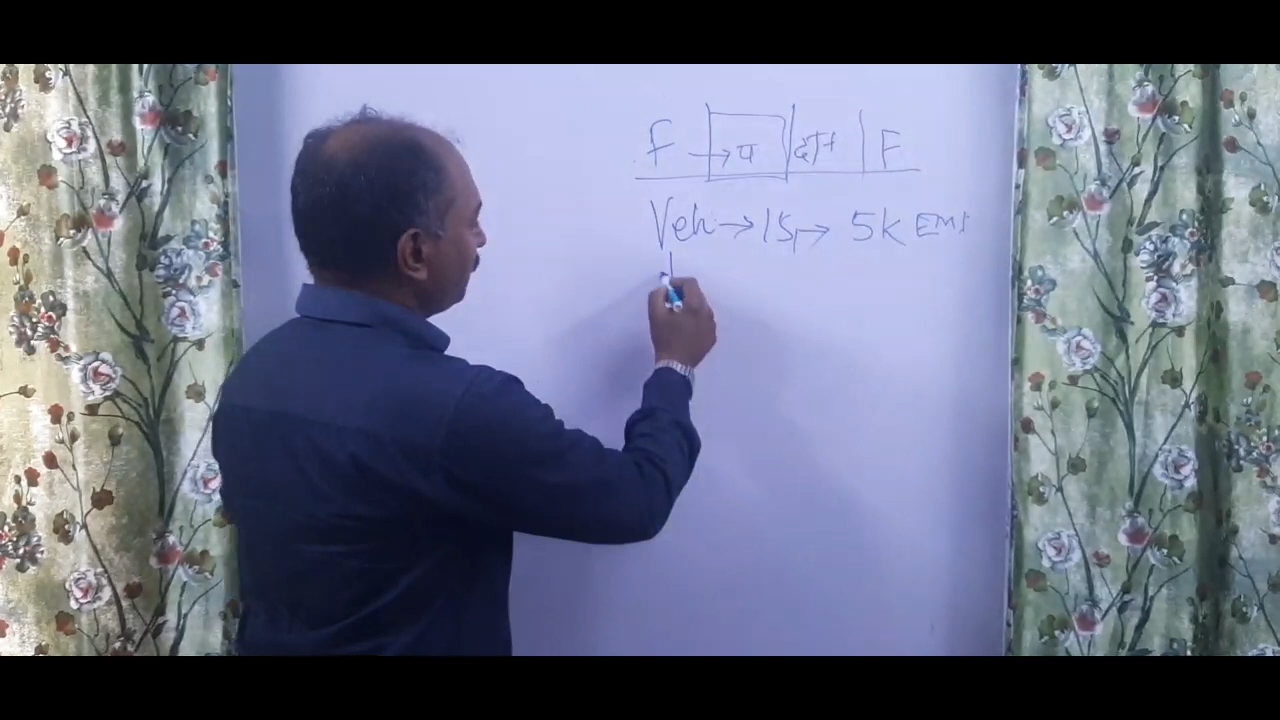 F → प F
Veh → 15 → 5K EMI